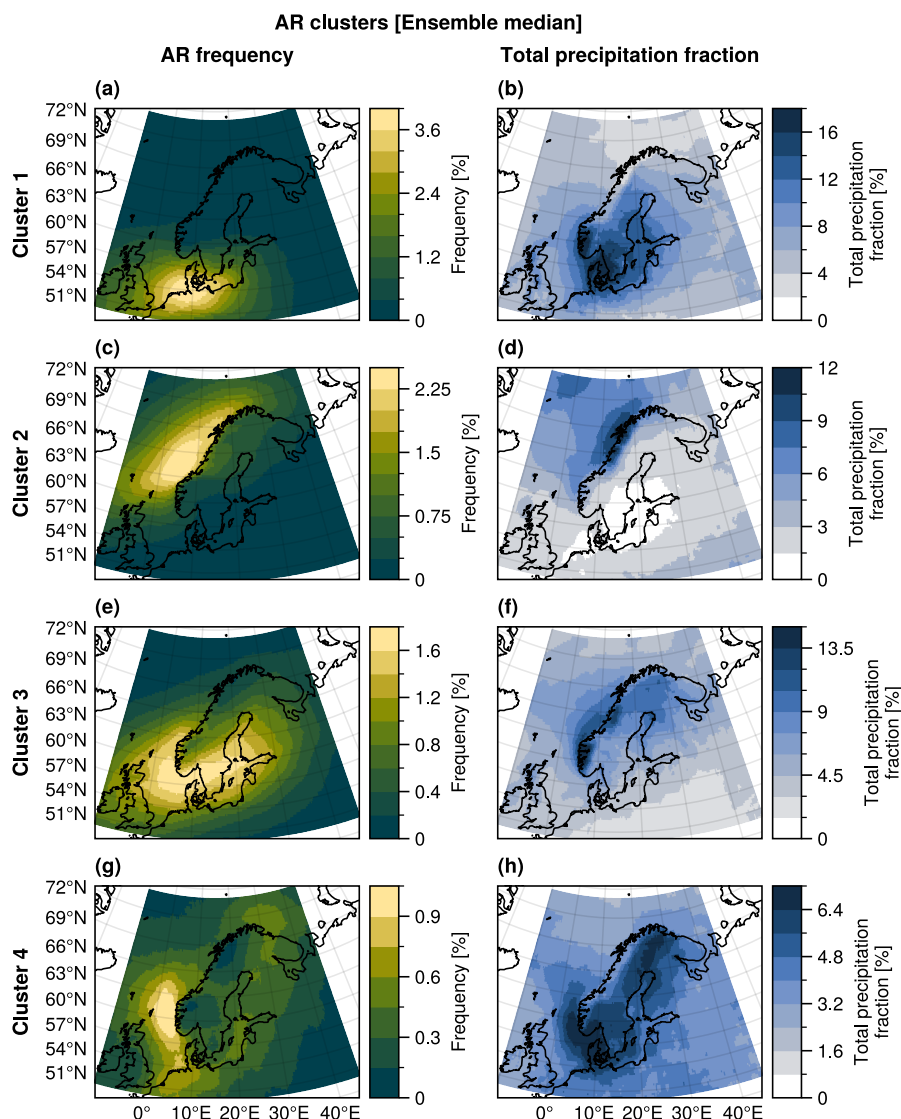 AR clusters [Ensemble median]
AR frequency
Total precipitation fraction
(a)
(b)
Cluster 1
72°N
69°N
66°N
63°N
60°N
57°N
54°N
51°N
3.6
2.4
1.2
0
Frequency [%]
16
12
8
4
0
Total precipitation
fraction [%]
(c)
(d)
Cluster 2
72°N
69°N
66°N
63°N
60°N
57°N
54°N
51°N
2.25
1.5
0.75
0
Frequency [%]
12
9
6
3
0
Total precipitation
fraction [%]
(e)
(f)
Cluster 3
72°N
69°N
66°N
63°N
60°N
57°N
54°N
51°N
1.6
1.2
0.8
0.4
0
Frequency [%]
13.5
9
4.5
0
Total precipitation
fraction [%]
(g)
(h)
Cluster 4
72°N
69°N
66°N
63°N
60°N
57°N
54°N
51°N
0.9
0.6
0.3
0
Frequency [%]
6.4
4.8
3.2
1.6
0
Total precipitation
fraction [%]
0° 10°E 20°E 30°E 40°E
0° 10°E 20°E 30°E 40°E